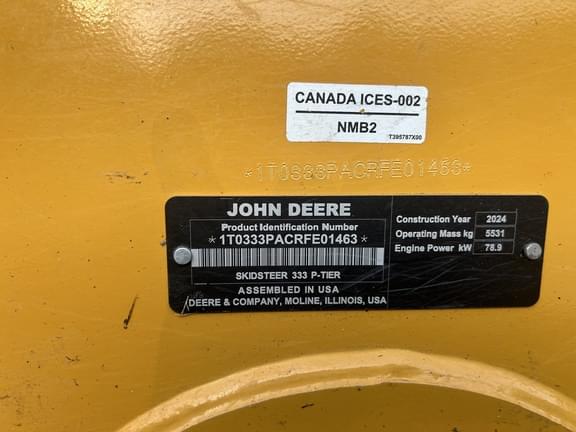 CANADA ICES-002
NMB2
T395787X00
*1T0333PACRFE01463*
JOHN DEERE
Product Identification Number
*1T0333PACRFE01463*
SKIDSTEER 333 P-TIER
ASSEMBLED IN USA
DEERE & COMPANY, MOLINE, ILLINOIS, USA
Construction Year 2024
Operating Mass kg 5531
Engine Power kW 78.9